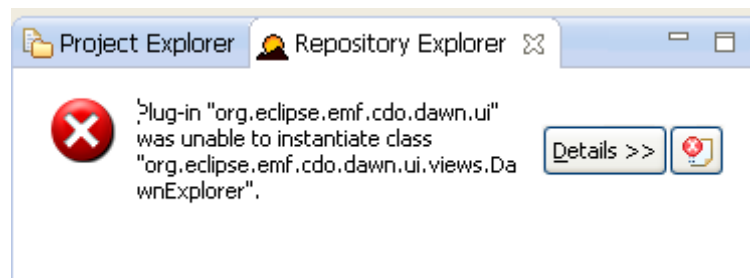 Project Explorer Repository Explorer
Plug-in "org.eclipse.emf.cdo.dawn.ui"
was unable to instantiate class
"org.eclipse.emf.cdo.dawn.ui.views.Da
wnExplorer".
Details >>